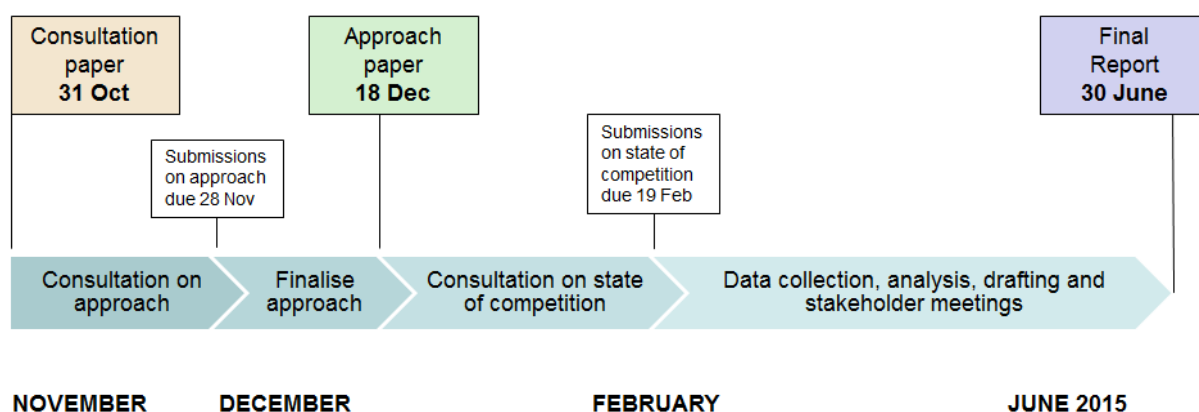 Consultation
paper
31 Oct
Approach
paper
18 Dec
Final
Report
30 June
Submissions
on approach
due 28 Nov
Submissions
on state of
competition
due 19 Feb
Consultation on
approach
Finalise
approach
Consultation on state
of competition
Data collection, analysis, drafting and
stakeholder meetings
NOVEMBER
DECEMBER
FEBRUARY
JUNE 2015